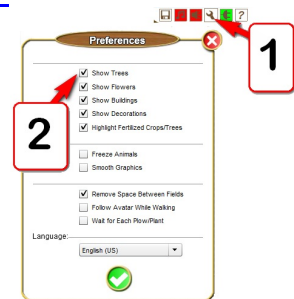 ?
1
Preferences
Show Trees
Show Flowers
Show Buildings
Show Decorations
2
Highlight Fertilized Crops/Trees
Freeze Animals
Smooth Graphics
Remove Space Between Fields
Follow Avatar While Walking
Wait for Each Plow/Plant
Language:
English (US)